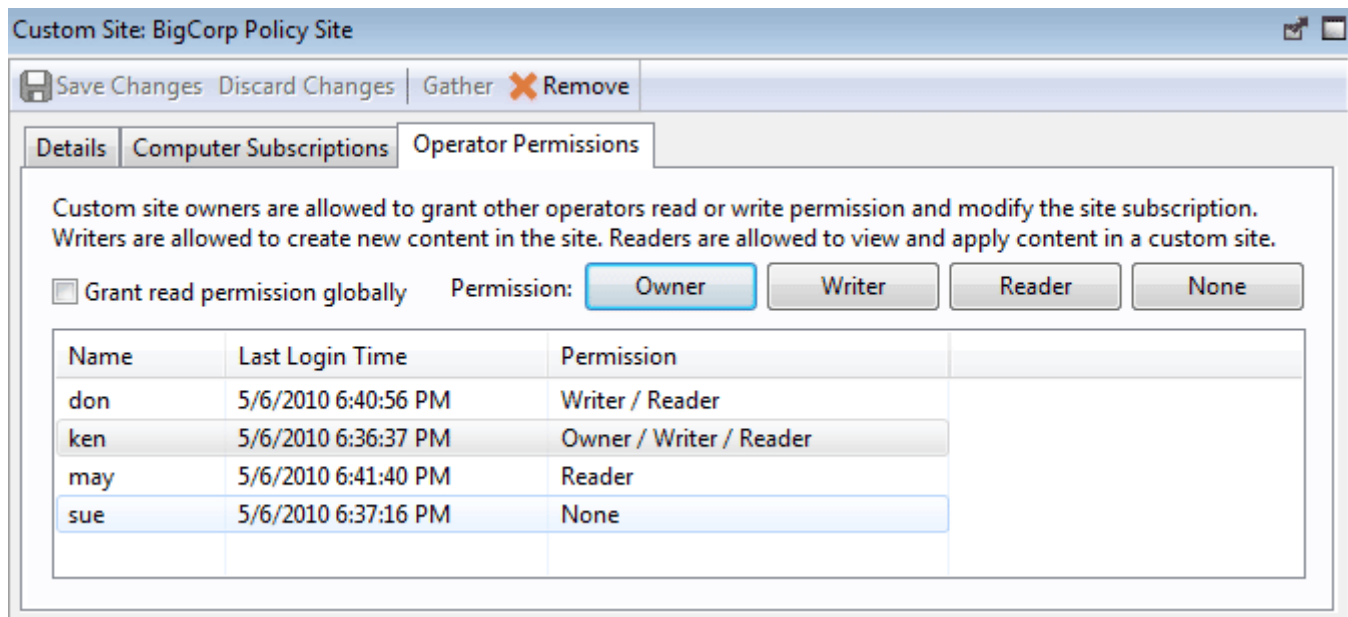 Custom Site: BigCorp Policy Site
Save Changes Discard Changes Gather Remove
Details Computer Subscriptions Operator Permissions
Custom site owners are allowed to grant other operators read or write permission and modify the site subscription.
Writers are allowed to create new content in the site. Readers are allowed to view and apply content in a custom site.
Grant read permission globally Permission: Owner Writer Reader None
Name Last Login Time Permission
don 5/6/2010 6:40:56 PM Writer / Reader
ken 5/6/2010 6:36:37 PM Owner / Writer / Reader
may 5/6/2010 6:41:40 PM Reader
sue 5/6/2010 6:37:16 PM None